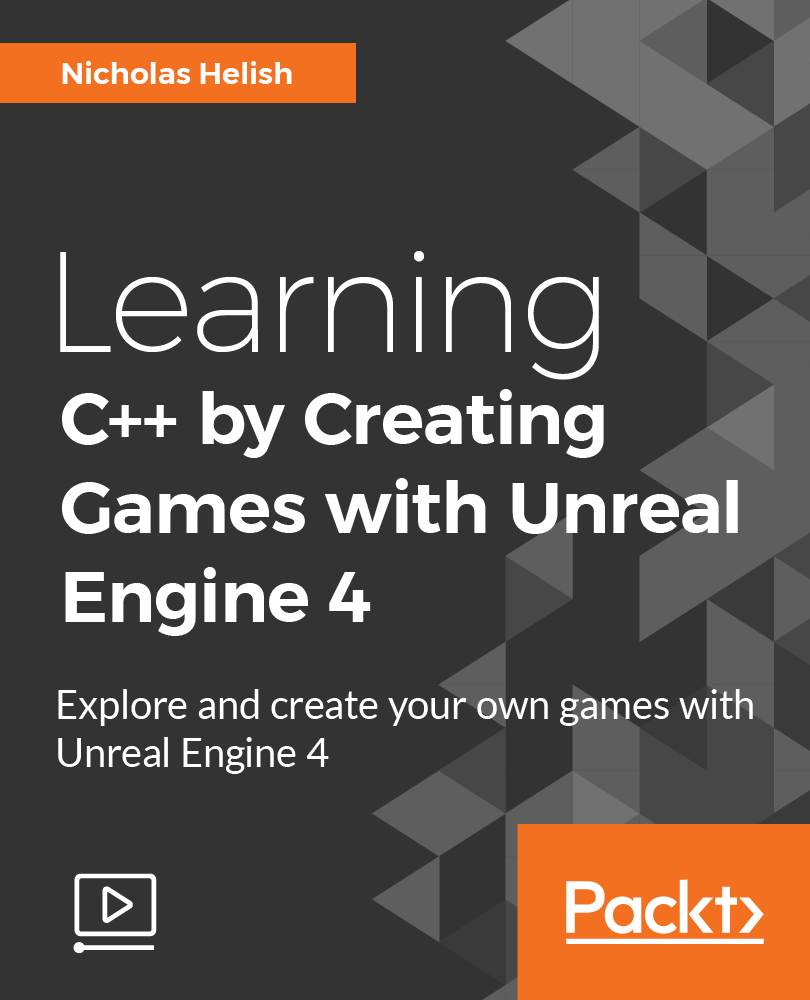 Nicholas Helish
Learning
C++ by Creating
Games with Unreal
Engine 4
Explore and create your own games with
Unreal Engine 4
Packt>